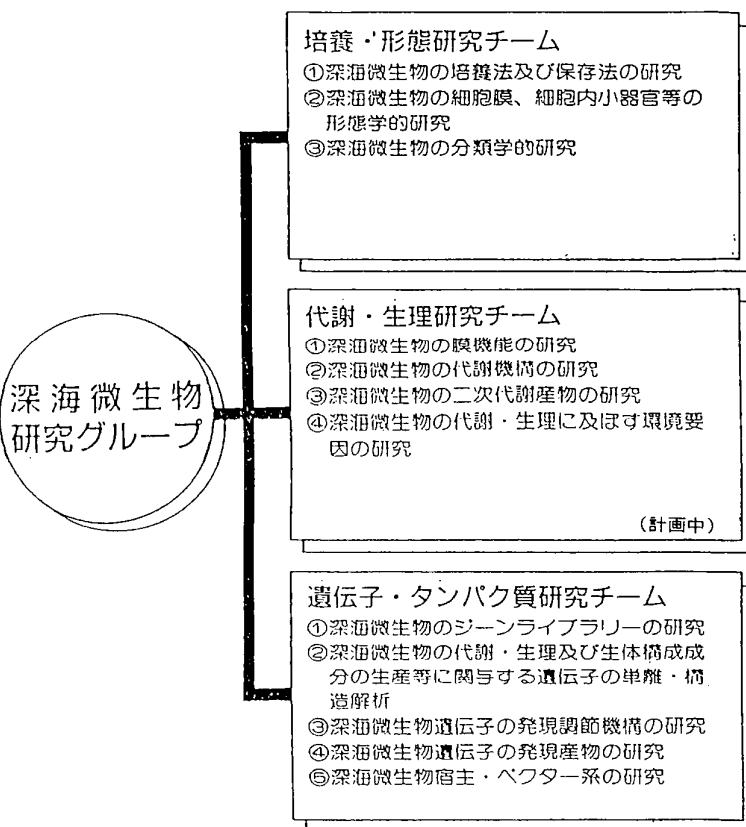 培養・形態研究チーム
①深海微生物の培養法及び保存法の研究
②深海微生物の細胞膜、細胞内小器官等の
形態学的研究
③深海微生物の分類学的研究
深海微生物
研究グループ
代謝・生理研究チーム
①深海微生物の膜機能の研究
②深海微生物の代謝機構の研究
③深海微生物の二次代謝産物の研究
④深海微生物の代謝・生理に及ぼす環境要
因の研究
(計画中)
遺伝子・タンパク質研究チーム
①深海微生物のジーンライブラリーの研究
②深海微生物の代謝・生理及び生体構成成
分の生産等に関与する遺伝子の単離・構
造解析
③深海微生物遺伝子の発現調節機構の研究
④深海微生物遺伝子の発現産物の研究
⑤深海微生物宿主・ベクター系の研究